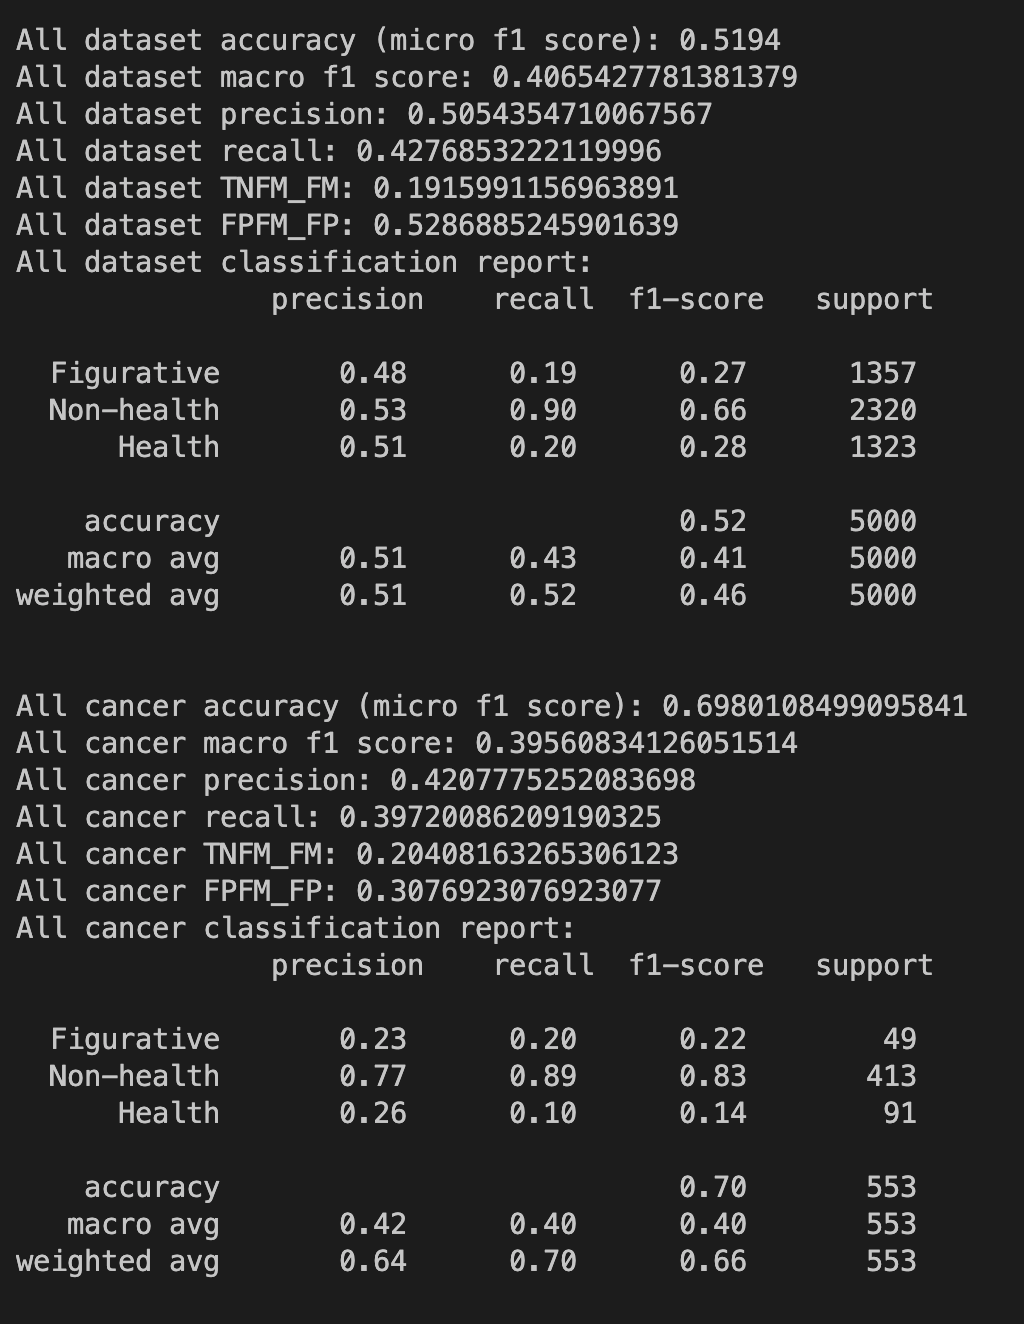 All dataset accuracy (micro f1 score): 0.5194
All dataset macro f1 score: 0.4065427781381379
All dataset precision: 0.5054354710067567
All dataset recall: 0.4276853222119996
All dataset TNFM_FM: 0.1915991156963891
All dataset FPFM_FP: 0.5286885245901639
All dataset classification report:
precision recall f1-score support
Figurative 0.48 0.19 0.27 1357
Non-health 0.53 0.90 0.66 2320
Health 0.51 0.20 0.28 1323
accuracy 0.52 5000
macro avg 0.51 0.43 0.41 5000
weighted avg 0.51 0.52 0.46 5000
All cancer accuracy (micro f1 score): 0.6980108499095841
All cancer macro f1 score: 0.39560834126051514
All cancer precision: 0.4207775252083698
All cancer recall: 0.39720086209190325
All cancer TNFM_FM: 0.20408163265306123
All cancer FPFM_FP: 0.3076923076923077
All cancer classification report:
precision recall f1-score support
Figurative 0.23 0.20 0.22 49
Non-health 0.77 0.89 0.83 413
Health 0.26 0.10 0.14 91
accuracy 0.70 553
macro avg 0.42 0.40 0.40 553
weighted avg 0.64 0.70 0.66 553